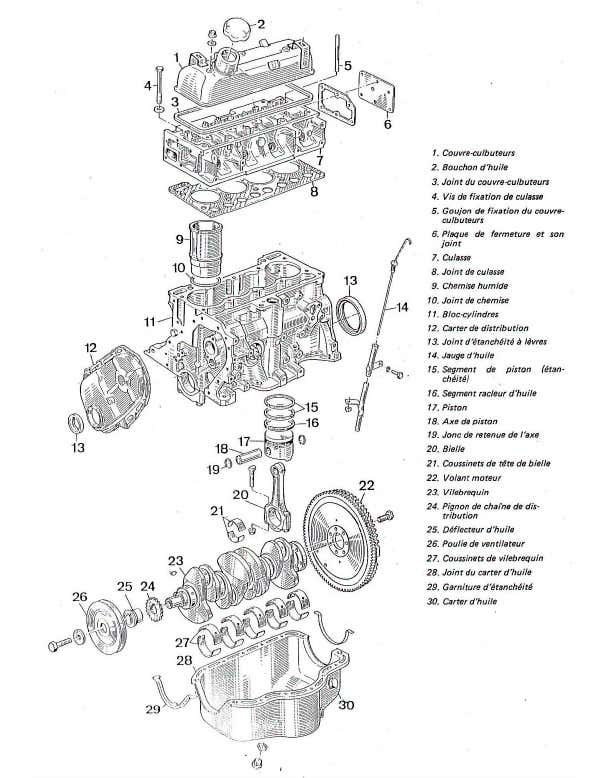 2
1
4
5
3
6
7
8
9
10
13
11
14
12
15
16
13
17
18
19
20
22
21
23
24
25
26
27
28
29
30
1. Couvre-culbuteurs
2. Bouchon d'huile
3. Joint du couvre-culbuteurs
4. Vis de fixation de culasse
5. Goujon de fixation du couvre-
culbuteurs
6. Plaque de fermeture et son
joint
7. Culasse
8. Joint de culasse
9. Chemise humide
10. Joint de chemise
11. Bloc-cylindres
12. Carter de distribution
13. Joint d'étanchéité à lèvres
14. Jauge d'huile
15. Segment de piston (étan-
chéité)
16. Segment racleur d'huile
17. Piston
18. Axe de piston
19. Jonc de retenue de l'axe
20. Bielle
21. Coussinets de tête de bielle
22. Volant moteur
23. Vilebrequin
24. Pignon de chaîne de dis-
tribution
25. Déflecteur d'huile
26. Poulie de ventilateur
27. Coussinets de vilebrequin
28. Joint du carter d'huile
29. Garniture d'étanchéité
30. Carter d'huile